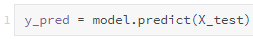 1 y_pred = model.predict(X_test)